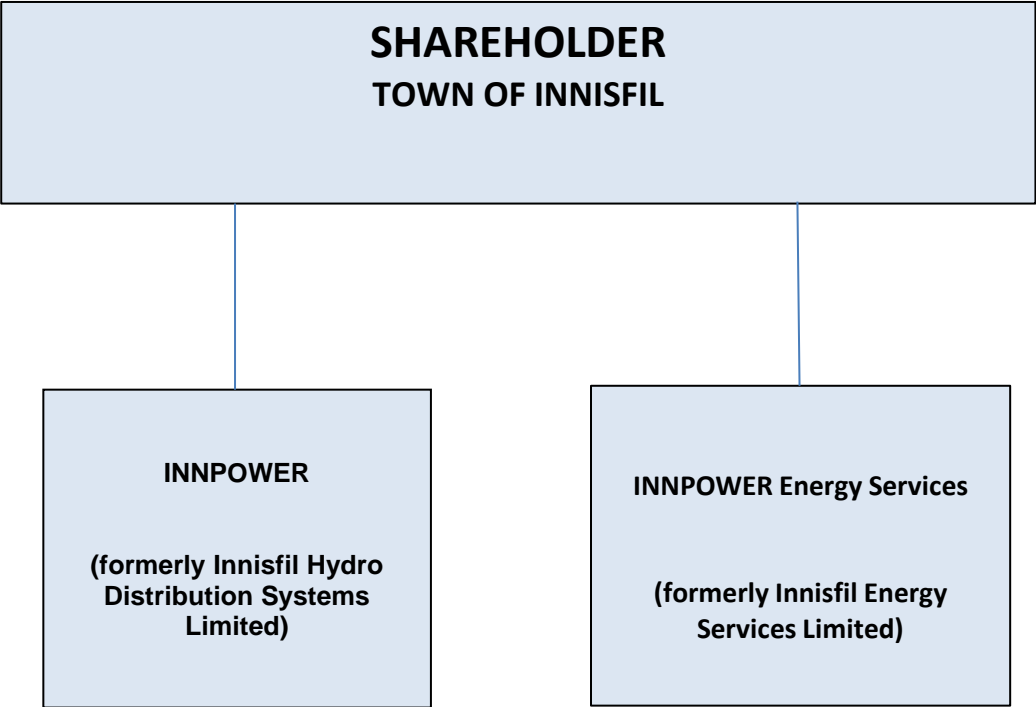 SHAREHOLDER
TOWN OF INNISFIL
INNPOWER
(formerly Innisfil Hydro
Distribution Systems
Limited)
INNPOWER Energy Services
(formerly Innisfil Energy
Services Limited)